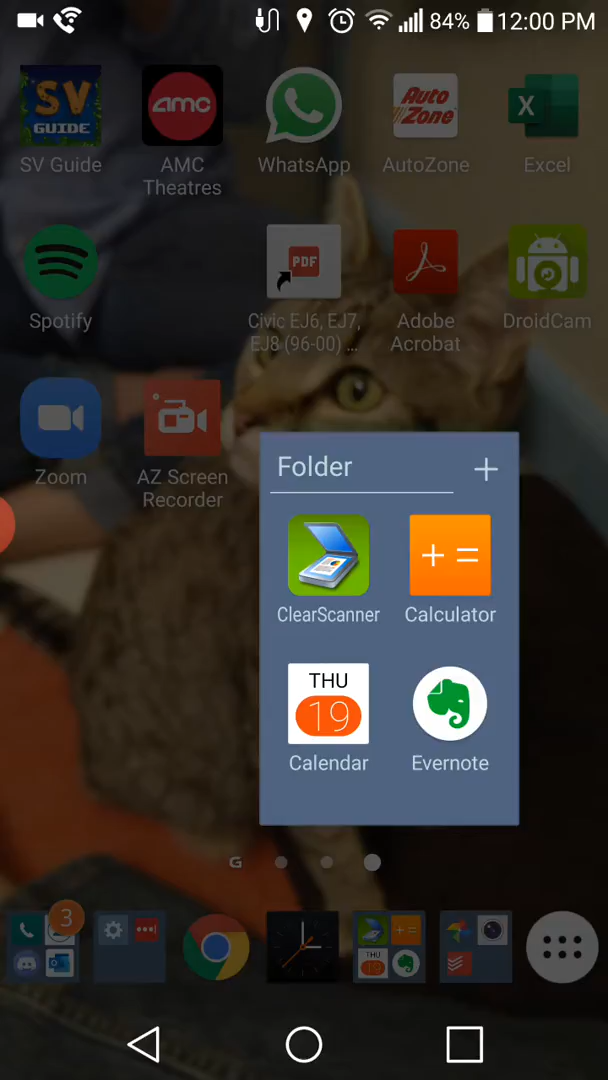 84% 12:00 PM
SV
GUIDE
amc
Auto
Zone
X
SV Guide
AMC
Theatres
WhatsApp
AutoZone
Excel
PDF
Spotify
Civic EJ6, EJ7,
EJ8 (96-00) ...
Adobe
Acrobat
DroidCam
Zoom
AZ Screen
Recorder
Folder +
+ =
ClearScanner
Calculator
THU
19
Calendar
Evernote
G
3
+ =
THU
19